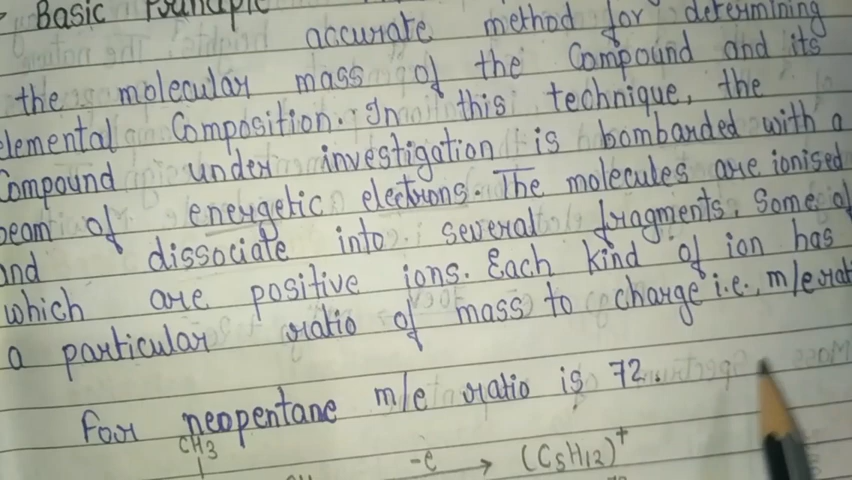 Basic Principle
accurate method for determining
the molecular mass of the Compound and its
elemental Composition. In this technique, the
Compound under investigation is bombarded with a
beam of energetic electrons. The molecules are ionised
and dissociate into several fragments. Some of
which are positive ions. Each kind of ion has
a particular ratio of mass to charge i.e., m/e rat
For neopentane m/e ratio is 72.
CH3
-e → (C5H12)+